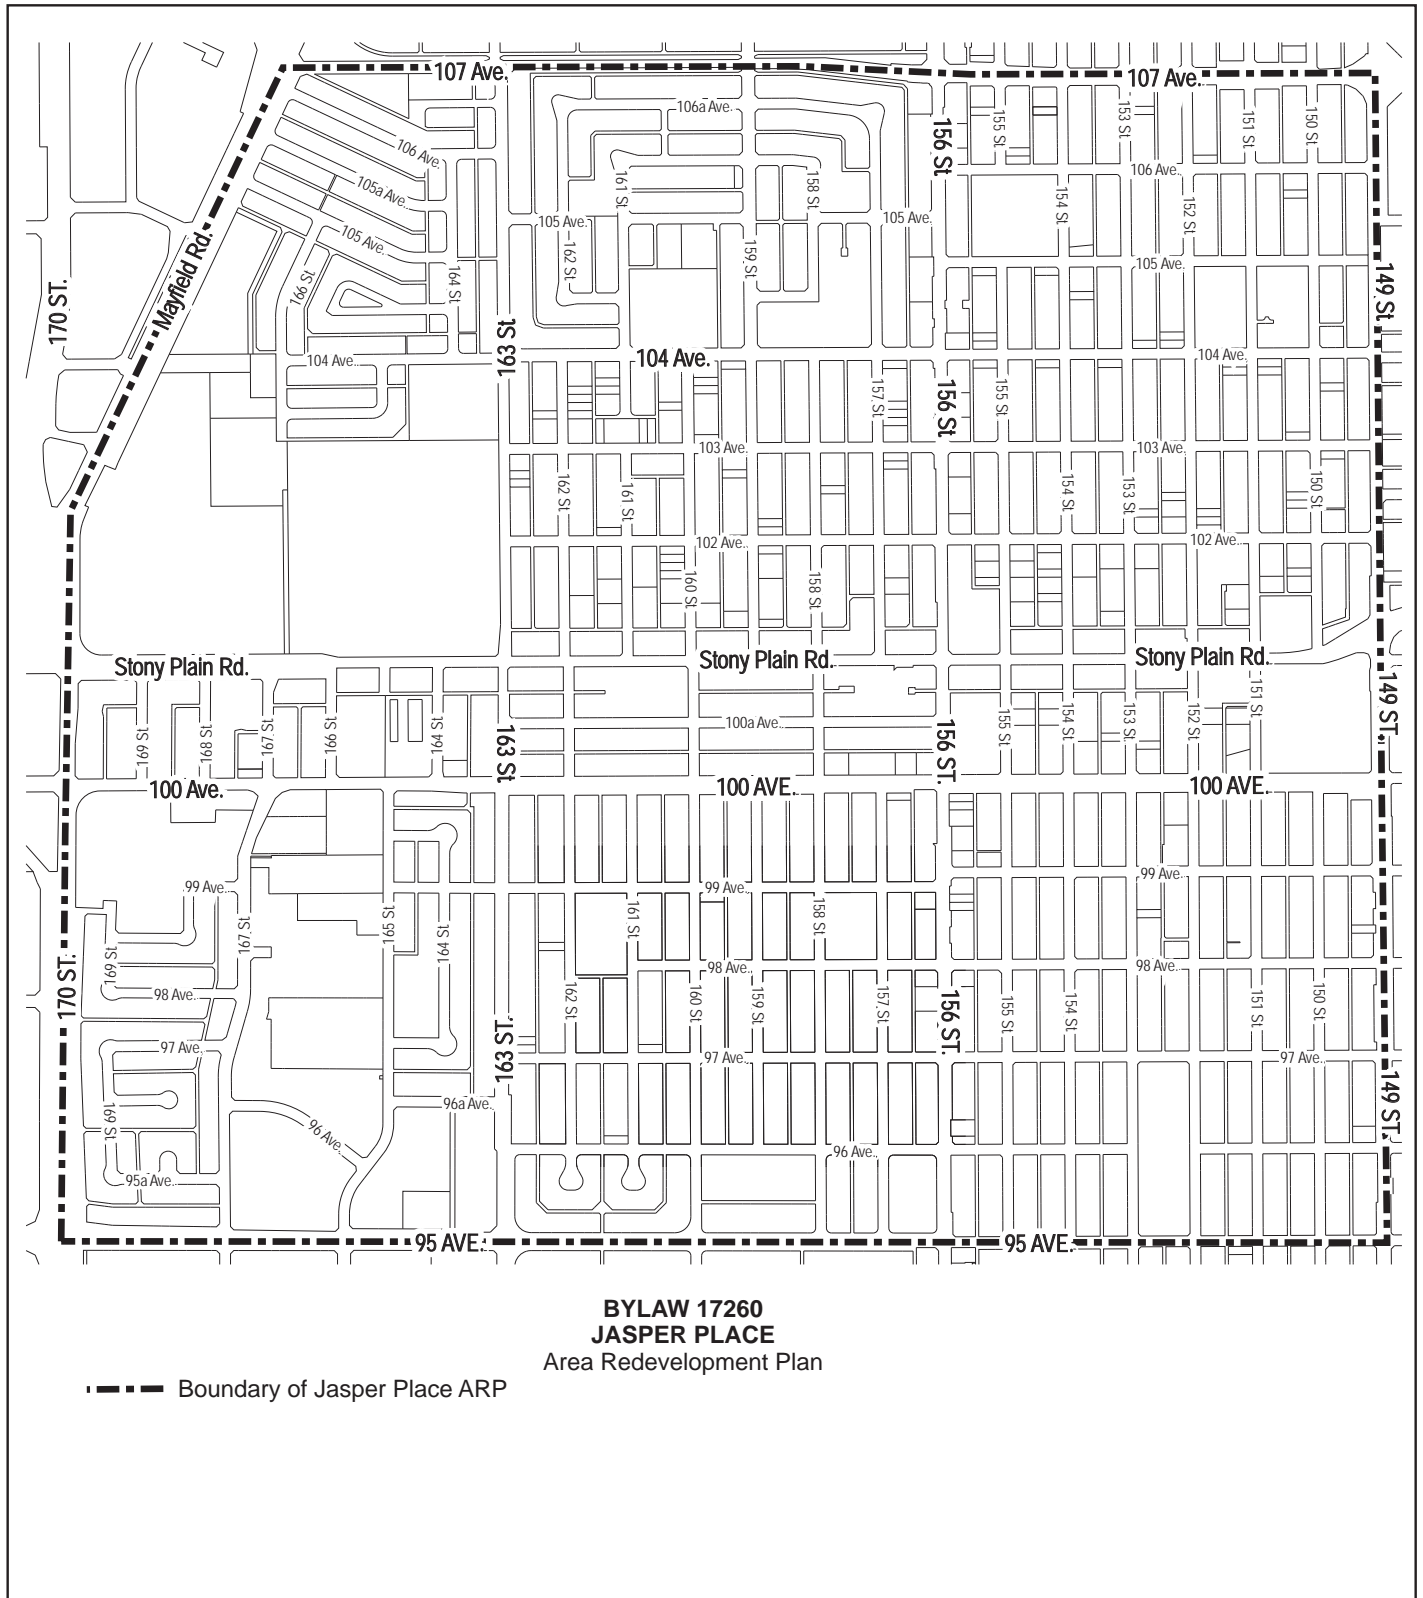 107 Ave.
107 Ave.
106a Ave.
156 St
155 St
153 St
151 St
150 St
106 Ave.
161 St
158 St
106 Ave.
105a Ave.
154 St
152 St
105 Ave.
105 Ave.
105 Ave.
Mayfield Rd.
162 St
159 St
105 Ave.
166 St
164 St
170 ST.
149 St
163 St
104 Ave.
104 Ave.
104 Ave.
157 St
156 St
155 St
103 Ave.
103 Ave.
162 St
161 St
154 St
153 St
150 St
102 Ave.
102 Ave.
160 St
158 St
Stony Plain Rd.
Stony Plain Rd.
Stony Plain Rd.
151 St
149 ST.
100a Ave.
169 St
168 St
167 St
166 St
164 St
163 St
156 ST.
155 St
154 St
153 St
152 St
100 Ave.
100 AVE.
100 AVE.
99 Ave.
99 Ave.
99 Ave.
167 St
165 St
164 St
161 St
158 St
169 St
98 Ave.
98 Ave.
170 ST.
98 Ave.
162 St
160 St
159 St
157 St
156 ST.
155 St
154 St
151 St
150 St
163 ST.
97 Ave.
97 Ave.
97 Ave.
96a Ave.
149 ST.
169 St
96 Ave.
96 Ave.
95a Ave.
95 AVE.
95 AVE.
BYLAW 17260
JASPER PLACE
Area Redevelopment Plan
Boundary of Jasper Place ARP